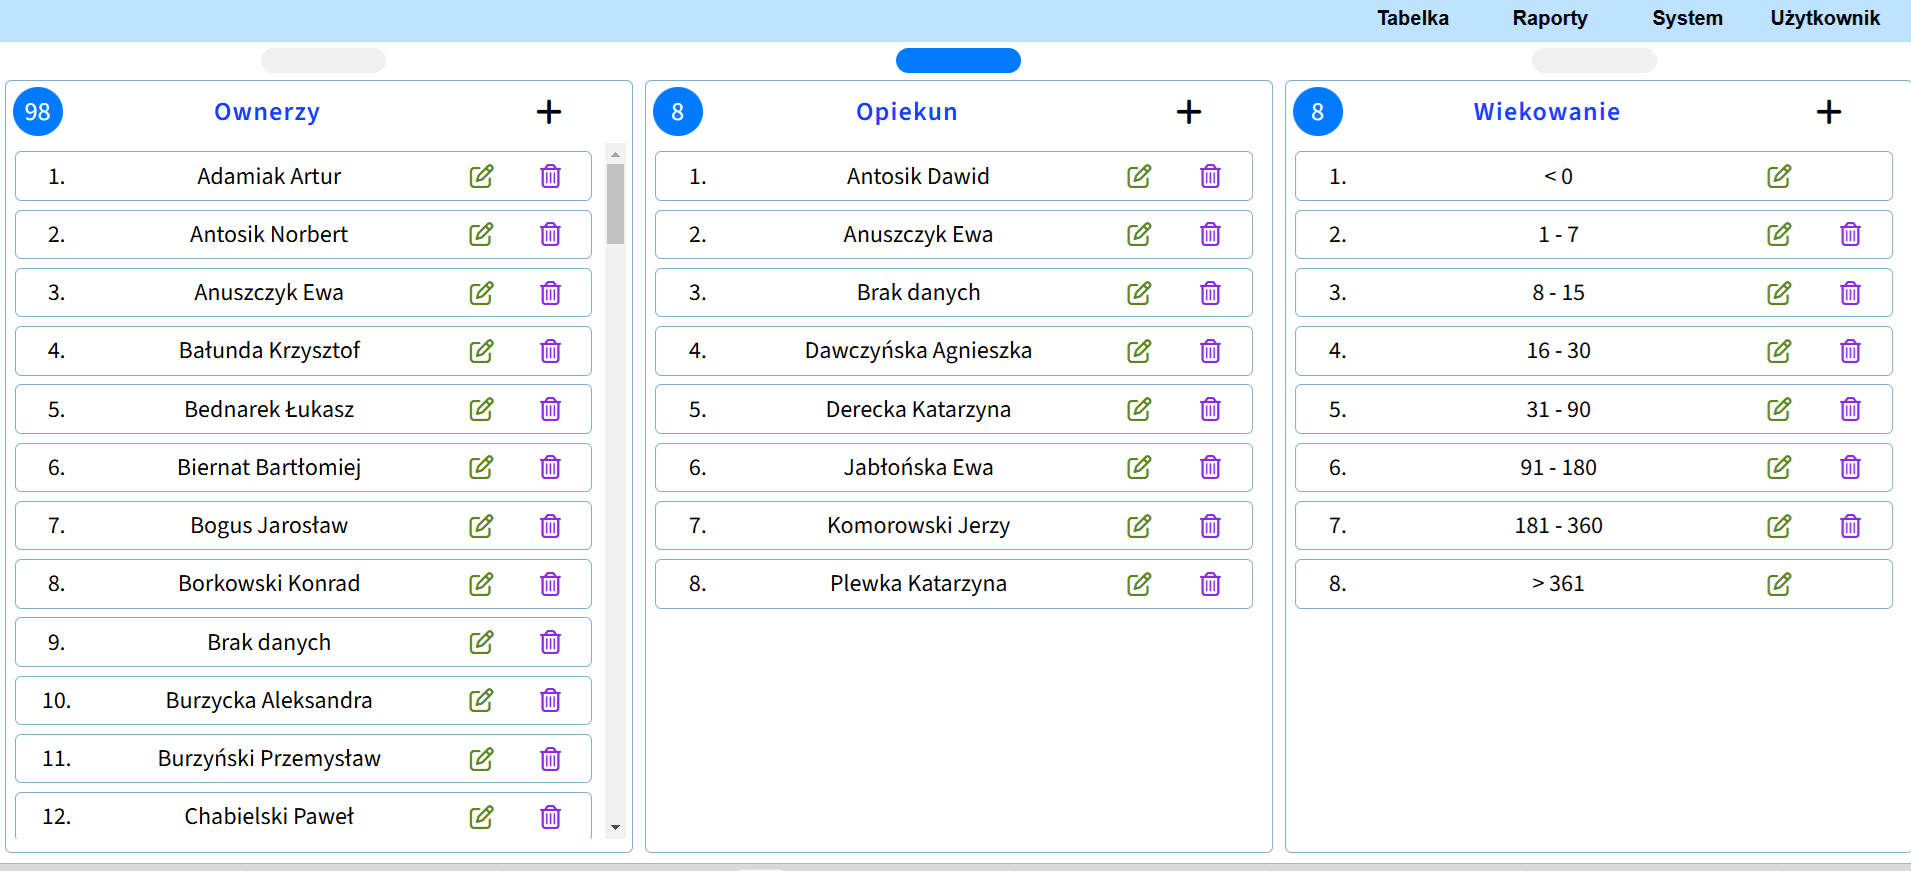 Tabelka Raporty System Użytkownik
98 Ownerzy +
1. Adamiak Artur
2. Antosik Norbert
3. Anuszczyk Ewa
4. Bałunda Krzysztof
5. Bednarek Łukasz
6. Biernat Bartłomiej
7. Bogus Jarosław
8. Borkowski Konrad
9. Brak danych
10. Burzycka Aleksandra
11. Burzyński Przemysław
12. Chabielski Paweł
8 Opiekun +
1. Antosik Dawid
2. Anuszczyk Ewa
3. Brak danych
4. Dawczyńska Agnieszka
5. Derecka Katarzyna
6. Jabłońska Ewa
7. Komorowski Jerzy
8. Plewka Katarzyna
8 Wiekowanie +
1. < 0
2. 1 - 7
3. 8 - 15
4. 16 - 30
5. 31 - 90
6. 91 - 180
7. 181 - 360
8. > 361